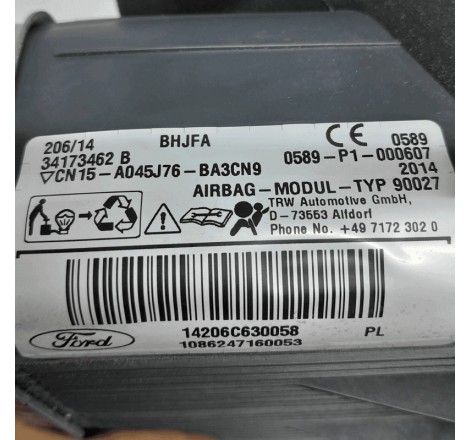 206/14 BHJFA CE 0589
34173462 B 0589-P1-000607
▽CN15-A045J76-BA3CN9 2014
AIRBAG-MODUL-TYP 90027
TRW Automotive GmbH,
D-73553 Alfdorf
Phone No. +49 7172 302 0
14206C630058 PL
Ford 1086247160053